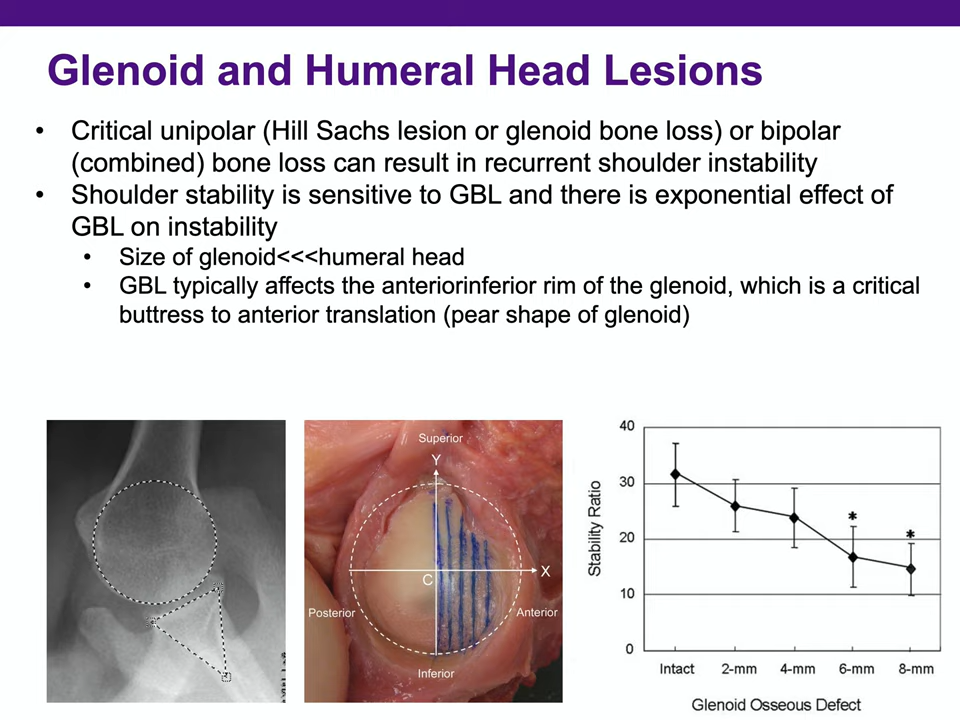 Glenoid and Humeral Head Lesions
• Critical unipolar (Hill Sachs lesion or glenoid bone loss) or bipolar
(combined) bone loss can result in recurrent shoulder instability
• Shoulder stability is sensitive to GBL and there is exponential effect of
GBL on instability
• Size of glenoid<<<humeral head
• GBL typically affects the anteriorinferior rim of the glenoid, which is a critical
buttress to anterior translation (pear shape of glenoid)
Superior
Y
C
X
Posterior
Anterior
Inferior
Stability Ratio
40
30
20
10
0
*
*
Intact 2-mm 4-mm 6-mm 8-mm
Glenoid Osseous Defect